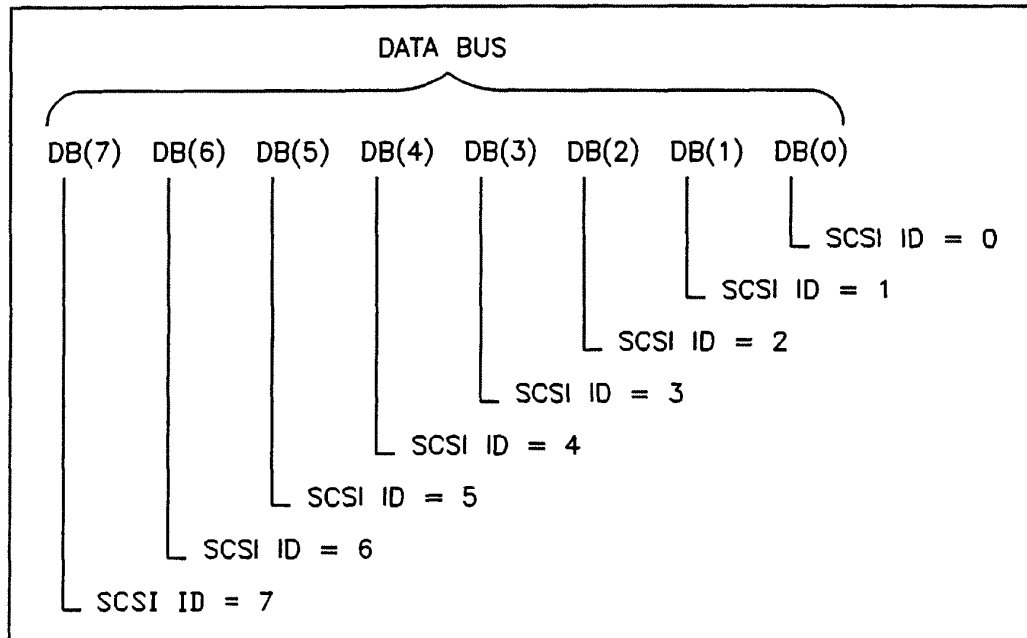 DATA BUS
DB(7) DB(6) DB(5) DB(4) DB(3) DB(2) DB(1) DB(0)
SCSI ID = 0
SCSI ID = 1
SCSI ID = 2
SCSI ID = 3
SCSI ID = 4
SCSI ID = 5
SCSI ID = 6
SCSI ID = 7